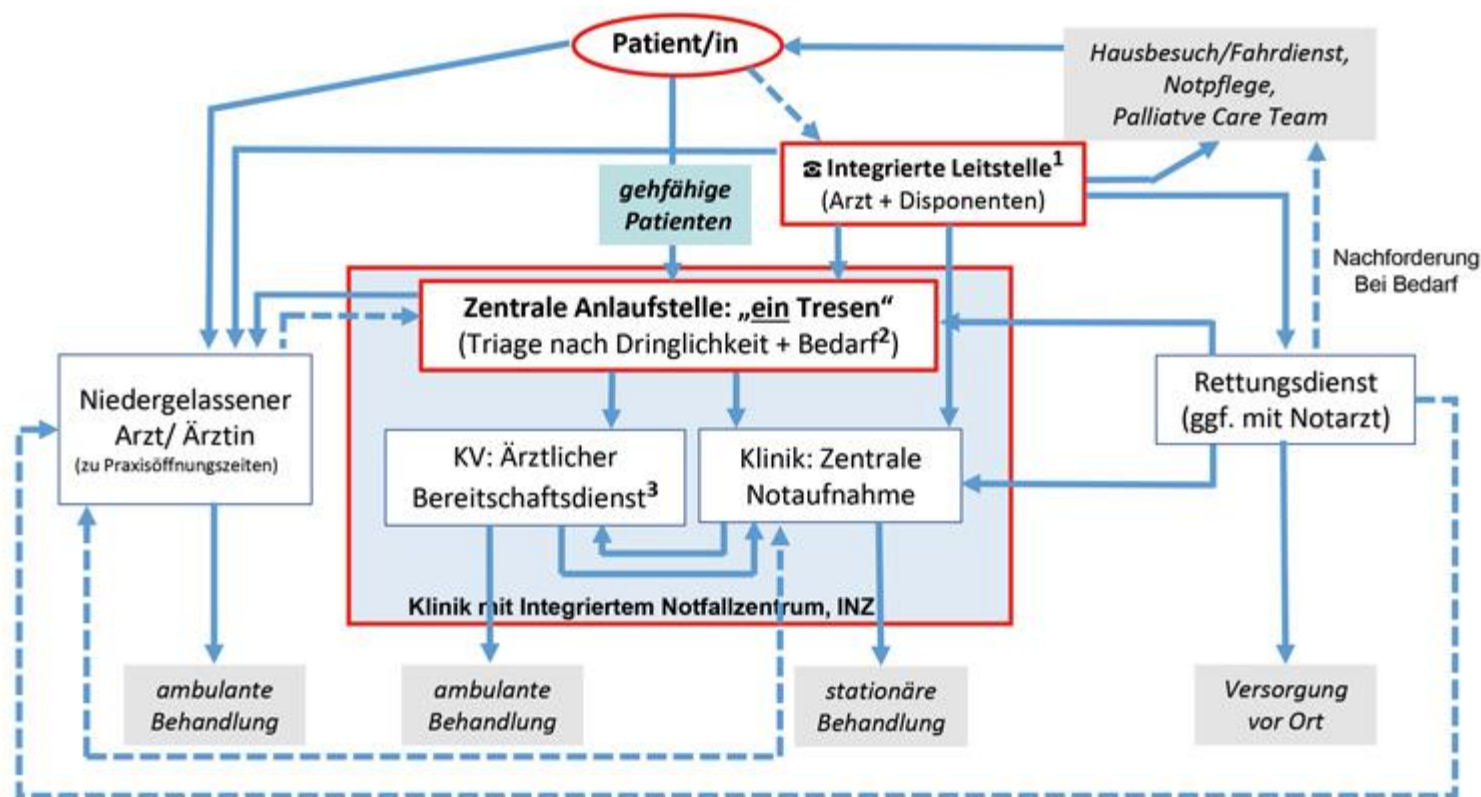 Patient/in
Hausbesuch/Fahrdienst,
Notpflege,
Palliatve Care Team
☎ Integrierte Leitstelle¹
(Arzt + Disponenten)
gehfähige
Patienten
Nachforderung
Bei Bedarf
Zentrale Anlaufstelle: „ein Tresen“
(Triage nach Dringlichkeit + Bedarf²)
Niedergelassener
Arzt/ Ärztin
(zu Praxisöffnungszeiten)
KV: Ärztlicher
Bereitschaftsdienst³
Klinik: Zentrale
Notaufnahme
Rettungsdienst
(ggf. mit Notarzt)
Klinik mit Integriertem Notfallzentrum, INZ
ambulante
Behandlung
ambulante
Behandlung
stationäre
Behandlung
Versorgung
vor Ort